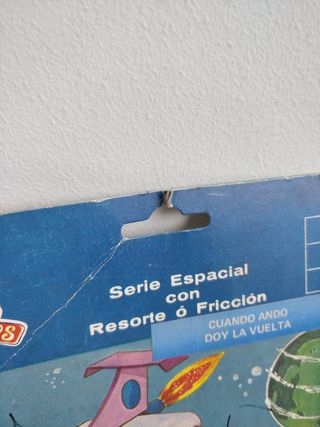 Serie Espacial
con
Resorte ó Fricción
CUANDO ANDO
DOY LA VUELTA